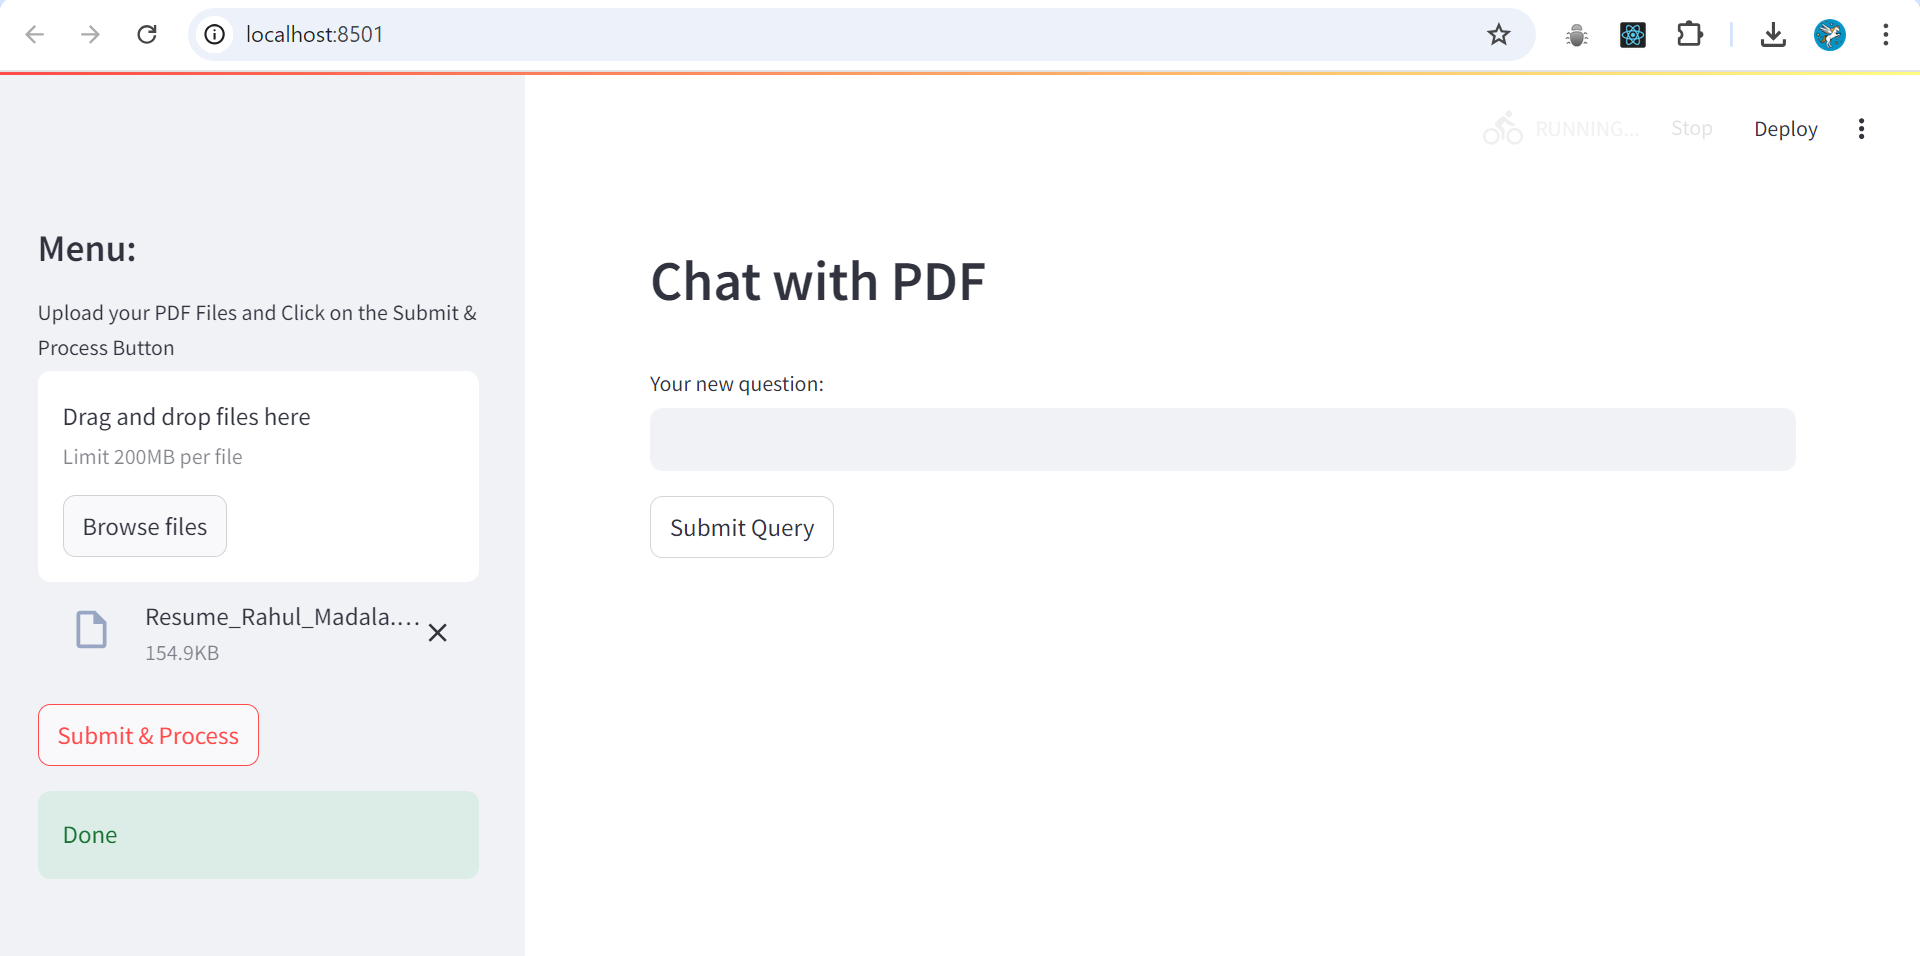 localhost:8501
RUNNING...
Stop
Deploy
Menu:
Upload your PDF Files and Click on the Submit &
Process Button
Drag and drop files here
Limit 200MB per file
Browse files
Resume_Rahul_Madala....
154.9KB
Submit & Process
Done
Chat with PDF
Your new question:
Submit Query